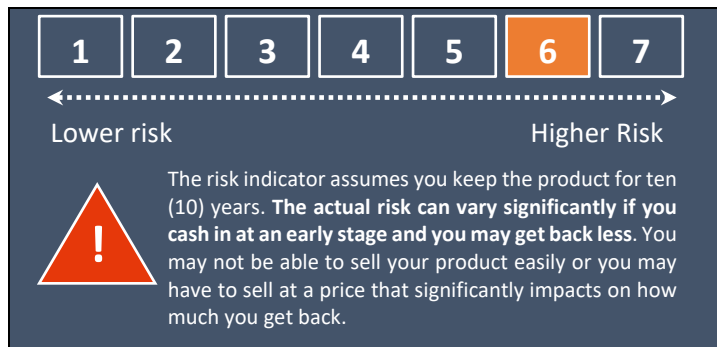 1 2 3 4 5 6 7
Lower risk Higher Risk
The risk indicator assumes you keep the product for ten
(10) years. The actual risk can vary significantly if you
cash in at an early stage and you may get back less. You
may not be able to sell your product easily or you may
have to sell at a price that significantly impacts on how
much you get back.
!